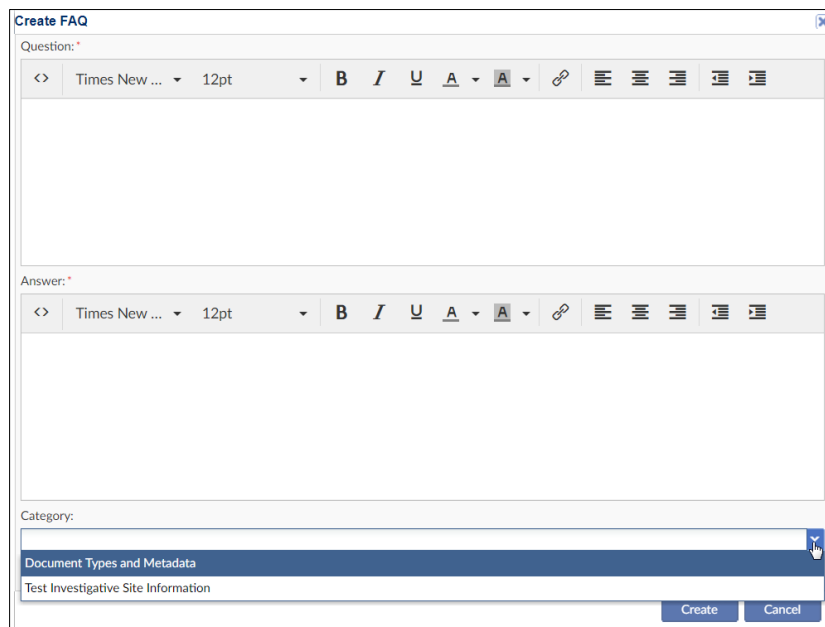 Create FAQ
Question:*
Times New ... 12pt B I U A A
Answer:*
Times New ... 12pt B I U A A
Category:
Document Types and Metadata
Test Investigative Site Information
Create Cancel